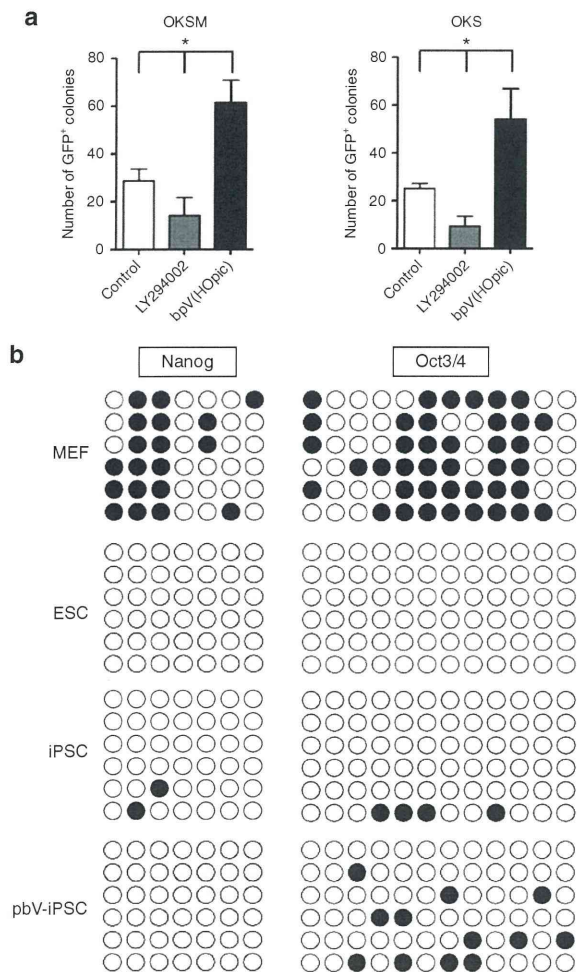 a
OKSM
*
Number of GFP+ colonies
80
60
40
20
0
Control
LY294002
bpV(HOpic)
OKS
*
Number of GFP+ colonies
80
60
40
20
0
Control
LY294002
bpV(HOpic)
b
Nanog
Oct3/4
MEF
ESC
iPSC
pbV-iPSC